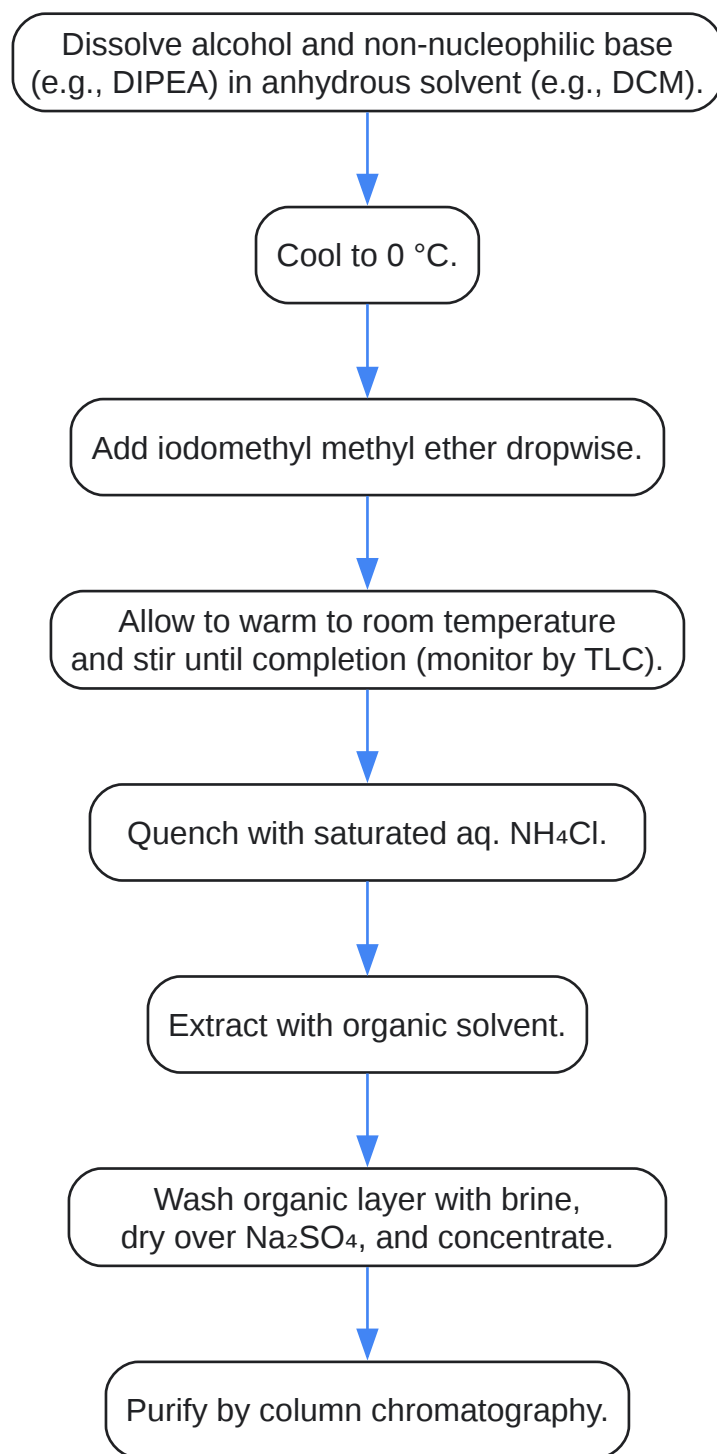 Dissolve alcohol and non-nucleophilic base
(e.g., DIPEA) in anhydrous solvent (e.g., DCM).
Cool to 0 °C.
Add iodomethyl methyl ether dropwise.
Allow to warm to room temperature
and stir until completion (monitor by TLC).
Quench with saturated aq. NH₄Cl.
Extract with organic solvent.
Wash organic layer with brine,
dry over Na₂SO₄, and concentrate.
Purify by column chromatography.